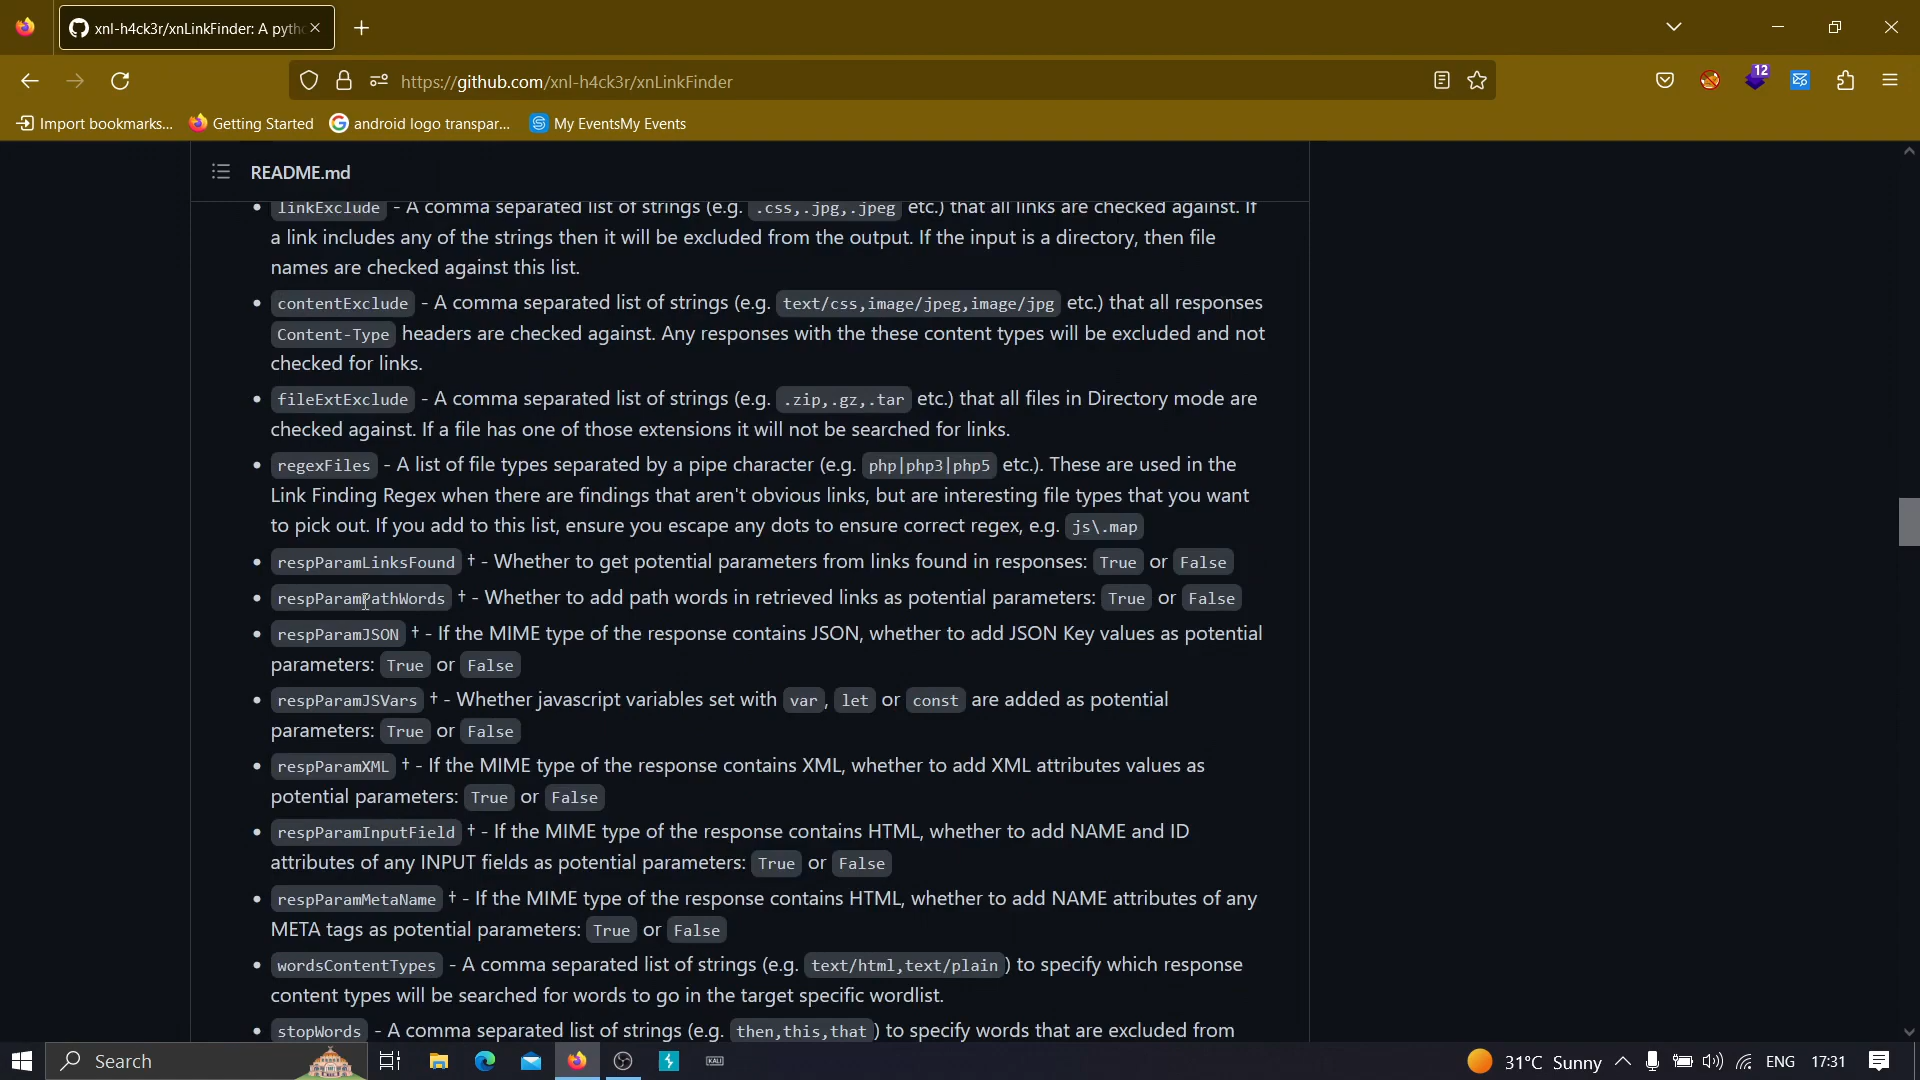 xnl-h4ck3r/xnLinkFinder: A pyth
12
https://github.com/xnl-h4ck3r/xnLinkFinder
Import bookmarks... Getting Started android logo transpar... My EventsMy Events
README.md
linkExclude - A comma separated list of strings (e.g. .css,.jpg,.jpeg etc.) that all links are checked against. If
a link includes any of the strings then it will be excluded from the output. If the input is a directory, then file
names are checked against this list.
• contentExclude - A comma separated list of strings (e.g. text/css,image/jpeg,image/jpg etc.) that all responses
Content-Type headers are checked against. Any responses with the these content types will be excluded and not
checked for links.
• fileExtExclude - A comma separated list of strings (e.g. .zip,.gz,.tar etc.) that all files in Directory mode are
checked against. If a file has one of those extensions it will not be searched for links.
• regexFiles - A list of file types separated by a pipe character (e.g. php|php3|php5 etc.). These are used in the
Link Finding Regex when there are findings that aren't obvious links, but are interesting file types that you want
to pick out. If you add to this list, ensure you escape any dots to ensure correct regex, e.g. js\.map
• respParamLinksFound † - Whether to get potential parameters from links found in responses: True or False
• respParamPathWords † - Whether to add path words in retrieved links as potential parameters: True or False
• respParamJSON † - If the MIME type of the response contains JSON, whether to add JSON Key values as potential
parameters: True or False
• respParamJSVars † - Whether javascript variables set with var, let or const are added as potential
parameters: True or False
• respParamXML † - If the MIME type of the response contains XML, whether to add XML attributes values as
potential parameters: True or False
• respParamInputField † - If the MIME type of the response contains HTML, whether to add NAME and ID
attributes of any INPUT fields as potential parameters: True or False
• respParamMetaName † - If the MIME type of the response contains HTML, whether to add NAME attributes of any
META tags as potential parameters: True or False
• wordsContentTypes - A comma separated list of strings (e.g. text/html,text/plain) to specify which response
content types will be searched for words to go in the target specific wordlist.
• stopWords - A comma separated list of strings (e.g. then,this,that) to specify words that are excluded from
Search KALI 31°C Sunny ENG 17:31